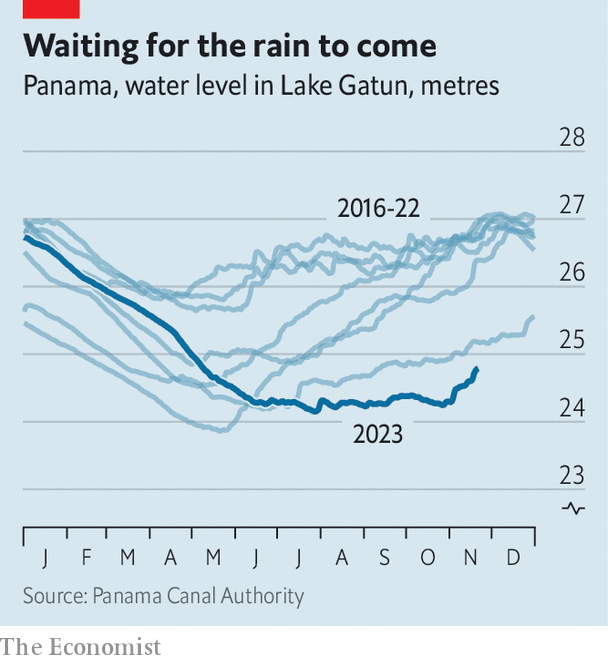 Waiting for the rain to come
Panama, water level in Lake Gatun, metres
28
2016-22
27
26
25
24
2023
23
J F M A M J J A S O N D
Source: Panama Canal Authority
The Economist